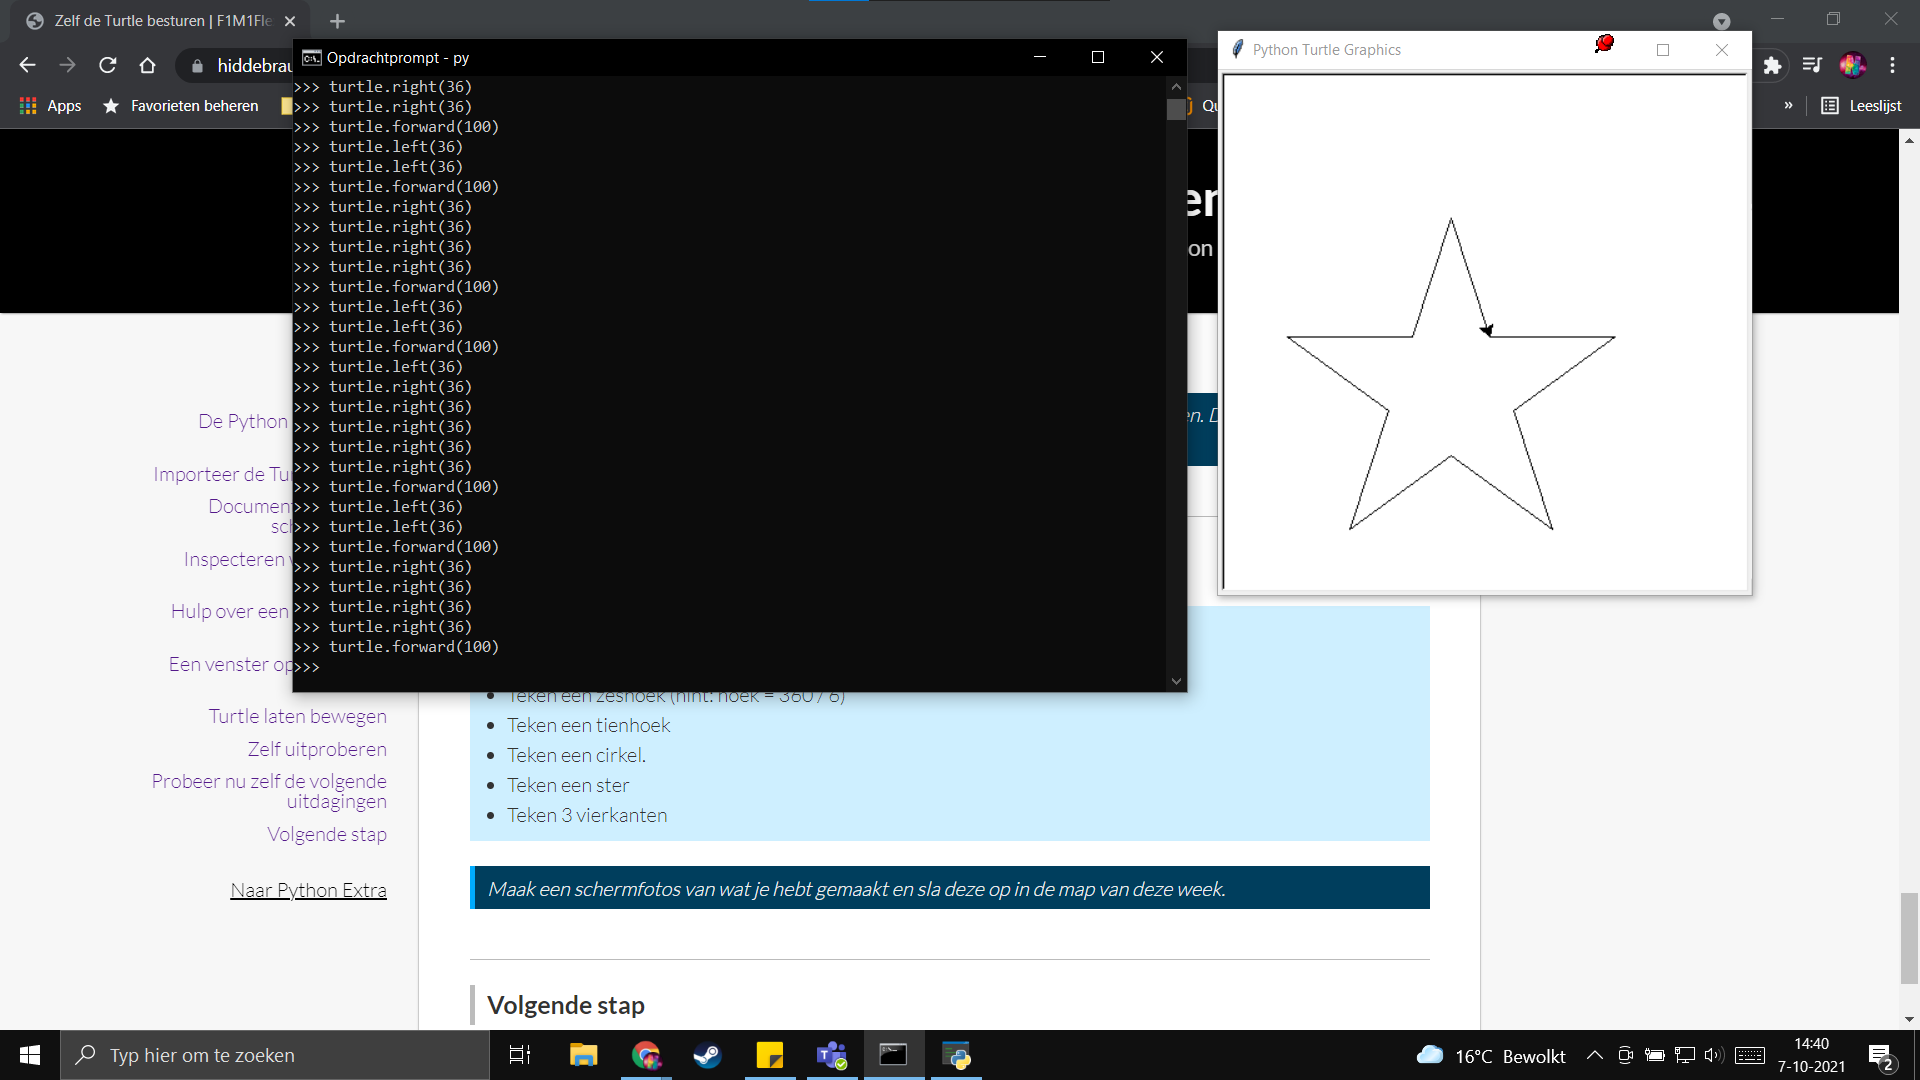 Zelf de Turtle besturen | F1M1Fle
hiddebrau
Apps
Favorieten beheren
Leeslijst
Opdrachtprompt - py
>>> turtle.right(36)
>>> turtle.right(36)
>>> turtle.forward(100)
>>> turtle.left(36)
>>> turtle.left(36)
>>> turtle.forward(100)
>>> turtle.right(36)
>>> turtle.right(36)
>>> turtle.right(36)
>>> turtle.right(36)
>>> turtle.forward(100)
>>> turtle.left(36)
>>> turtle.left(36)
>>> turtle.forward(100)
>>> turtle.left(36)
>>> turtle.right(36)
>>> turtle.right(36)
>>> turtle.right(36)
>>> turtle.right(36)
>>> turtle.right(36)
>>> turtle.forward(100)
>>> turtle.left(36)
>>> turtle.left(36)
>>> turtle.forward(100)
>>> turtle.right(36)
>>> turtle.right(36)
>>> turtle.right(36)
>>> turtle.right(36)
>>> turtle.forward(100)
>>>
Python Turtle Graphics
Qu
en
on
en. D
De Python
Importeer de Tu
Document
sch
Inspecteren
Hulp over een
Een venster op
Turtle laten bewegen
Zelf uitproberen
Probeer nu zelf de volgende
uitdagingen
Volgende stap
Naar Python Extra
Teken een zeshoek (hint: hoek = 360 / 6)
Teken een tienhoek
Teken een cirkel.
Teken een ster
Teken 3 vierkanten
Maak een schermfotos van wat je hebt gemaakt en sla deze op in de map van deze week.
Volgende stap
Typ hier om te zoeken
16°C Bewolkt
14:40
7-10-2021
2